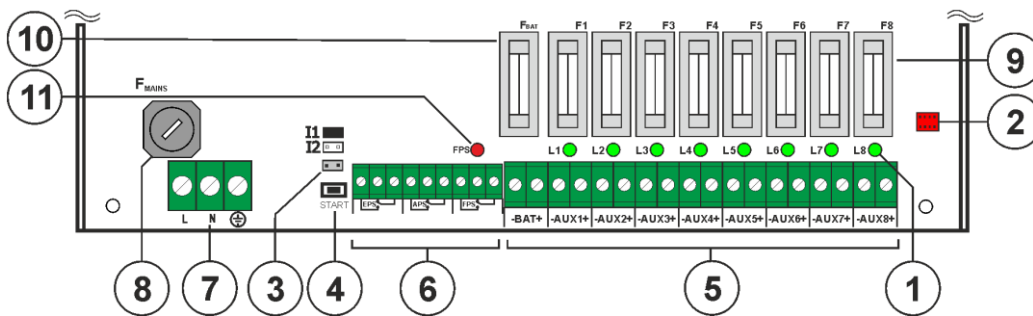 10 F_BAT F1 F2 F3 F4 F5 F6 F7 F8 9
11 F_MAINS
2
I1
I2
FPS L1 L2 L3 L4 L5 L6 L7 L8
START EPS APS FPS -BAT+ -AUX1+ -AUX2+ -AUX3+ -AUX4+ -AUX5+ -AUX6+ -AUX7+ -AUX8+
L N
8 7 3 4 6 5 1